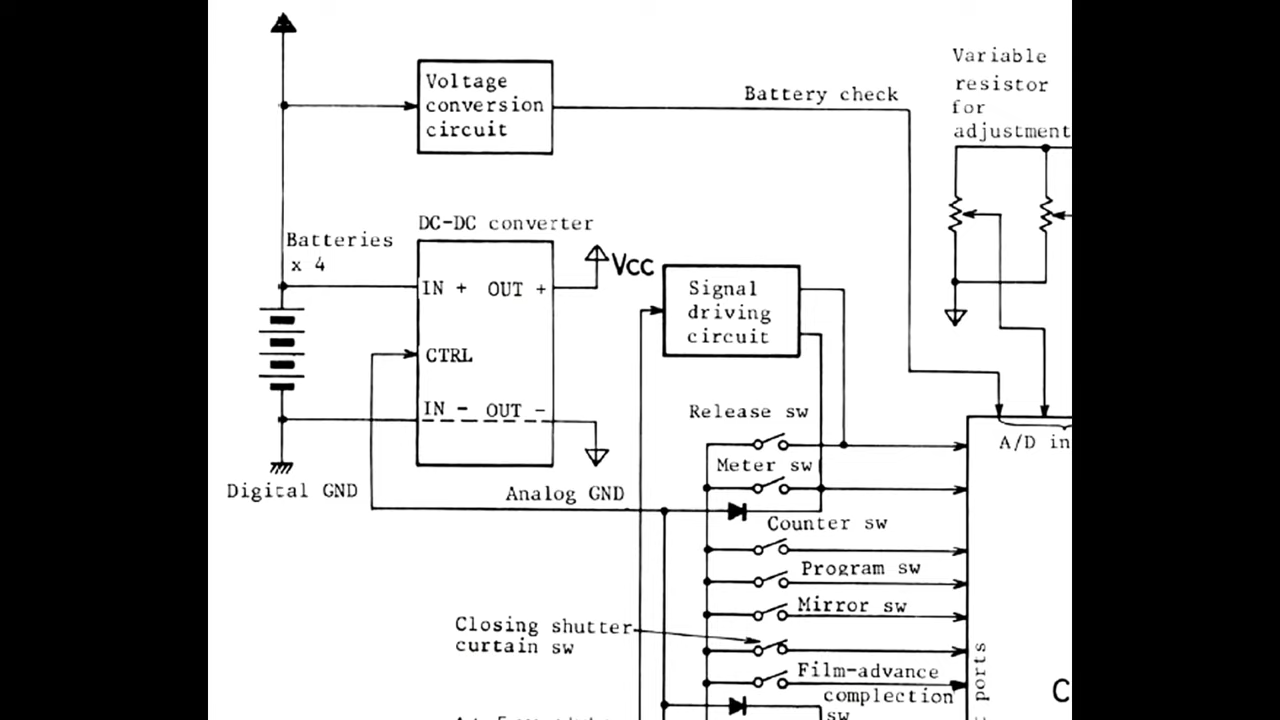 Voltage
conversion
circuit
Battery check
Variable
resistor
for
adjustment
DC-DC converter
Batteries
x 4
Vcc
IN + OUT +
Signal
driving
circuit
CTRL
IN - OUT -
Release sw
A/D in
Meter sw
Digital GND
Analog GND
Counter sw
Program sw
Mirror sw
Closing shutter
curtain sw
Film-advance
complection
sw
ports
C